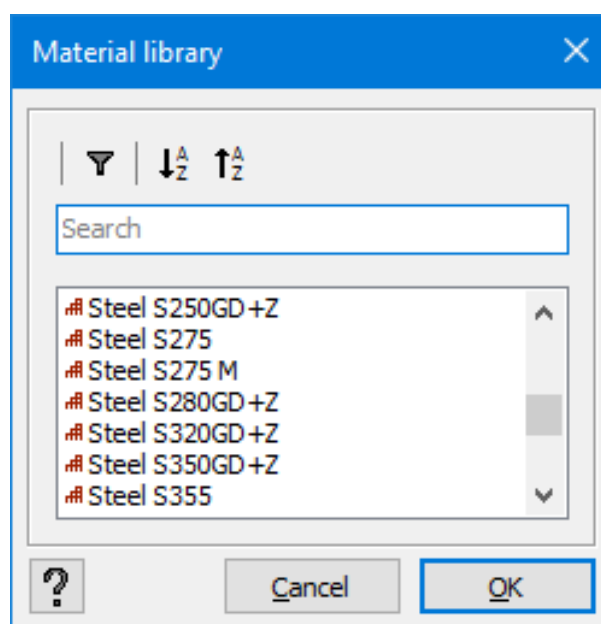 Material library
Search
Steel S250GD+Z
Steel S275
Steel S275 M
Steel S280GD+Z
Steel S320GD+Z
Steel S350GD+Z
Steel S355
? Cancel OK